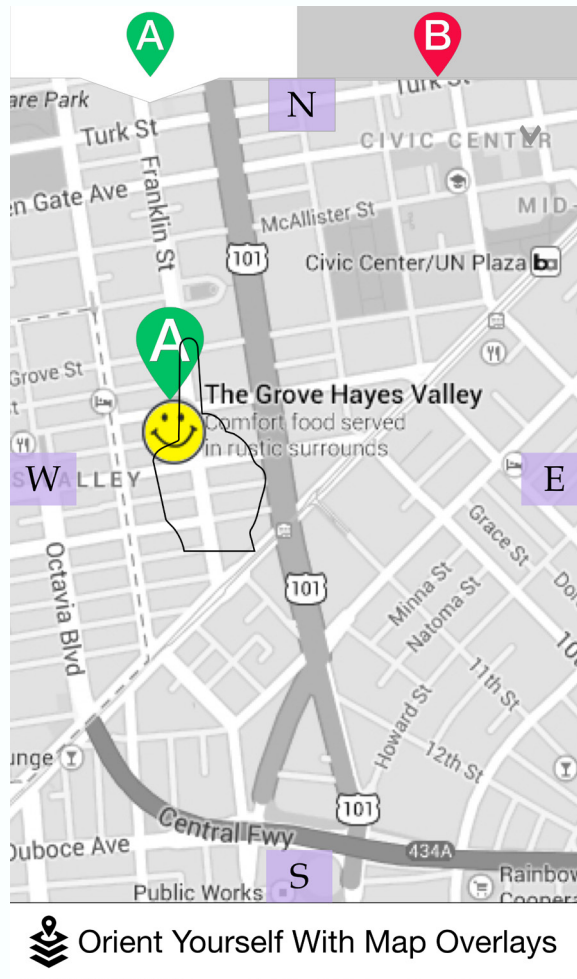 A
B
are Park
N
Turk St
Turk St
CIVIC CENTER
en Gate Ave
Franklin St
McAllister St
MID-
101
Civic Center/UN Plaza
ba
A
Grove St
The Grove Hayes Valley
Comfort food served
in rustic surrounds
W
VALLEY
E
Grace St
Octavia Blvd
101
Minna St
Natoma St
11th St
Howard St
12th St
unge
101
Central Fwy
Duboce Ave
434A
S
Public Works
Rainbow
Coopera
Orient Yourself With Map Overlays